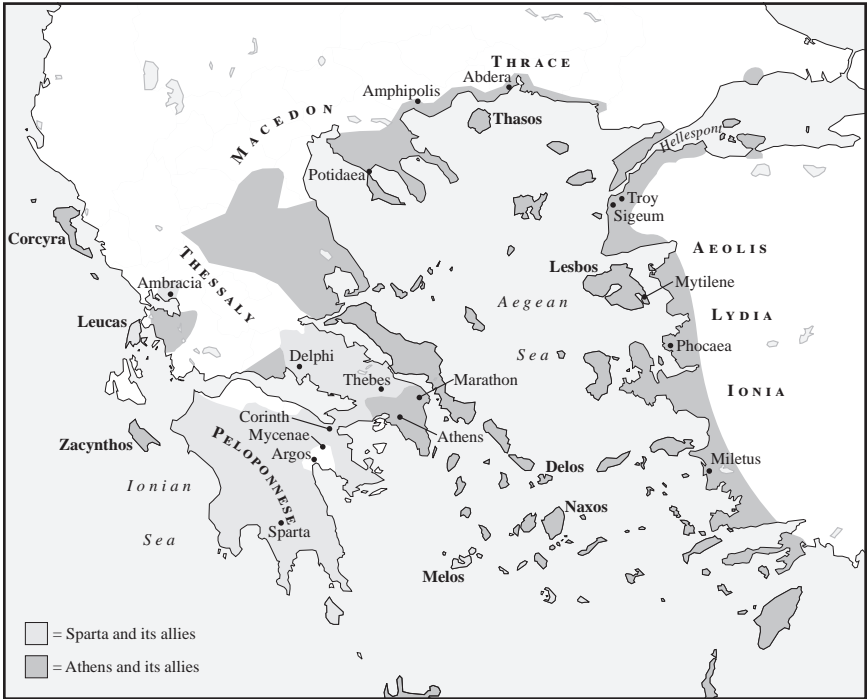 THRACE
Abdera
Amphipolis
Thasos
MACEDON
Hellespont
Potidaea
Troy
Sigeum
Corcyra
THESSALY
AEOLIS
Lesbos
Mytilene
Ambracia
Aegean
Sea
Leucas
LYDIA
Phocaea
Delphi
Thebes
Marathon
IONIA
Corinth
Mycenae
Argos
Athens
Zacynthos
PELOPONNESE
Miletus
Delos
Ionian
Sea
Naxos
Sparta
Melos
= Sparta and its allies
= Athens and its allies